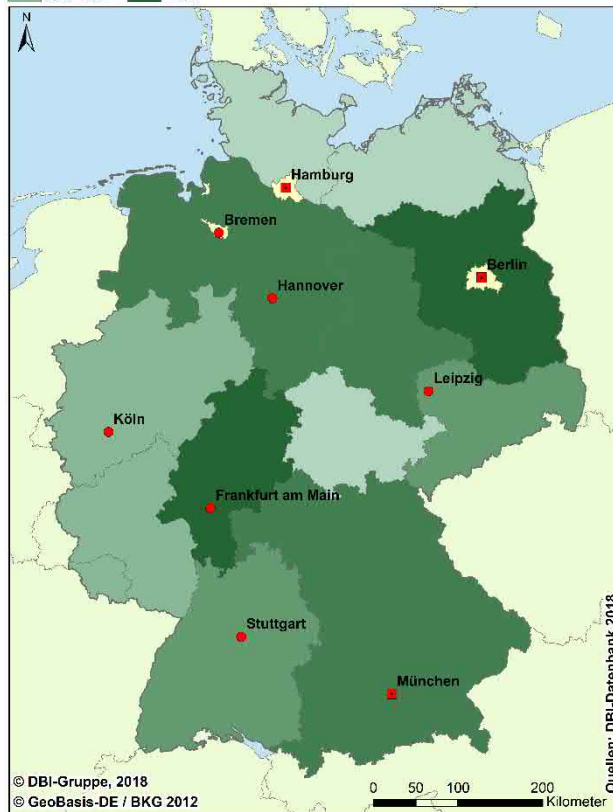 N
Hamburg
Bremen
Berlin
Hannover
Leipzig
Köln
Frankfurt am Main
Stuttgart
München
Quellen: DBI-Datenbank 2018
© DBI-Gruppe, 2018
© GeoBasis-DE / BKG 2012
0 50 100 200
Kilometer